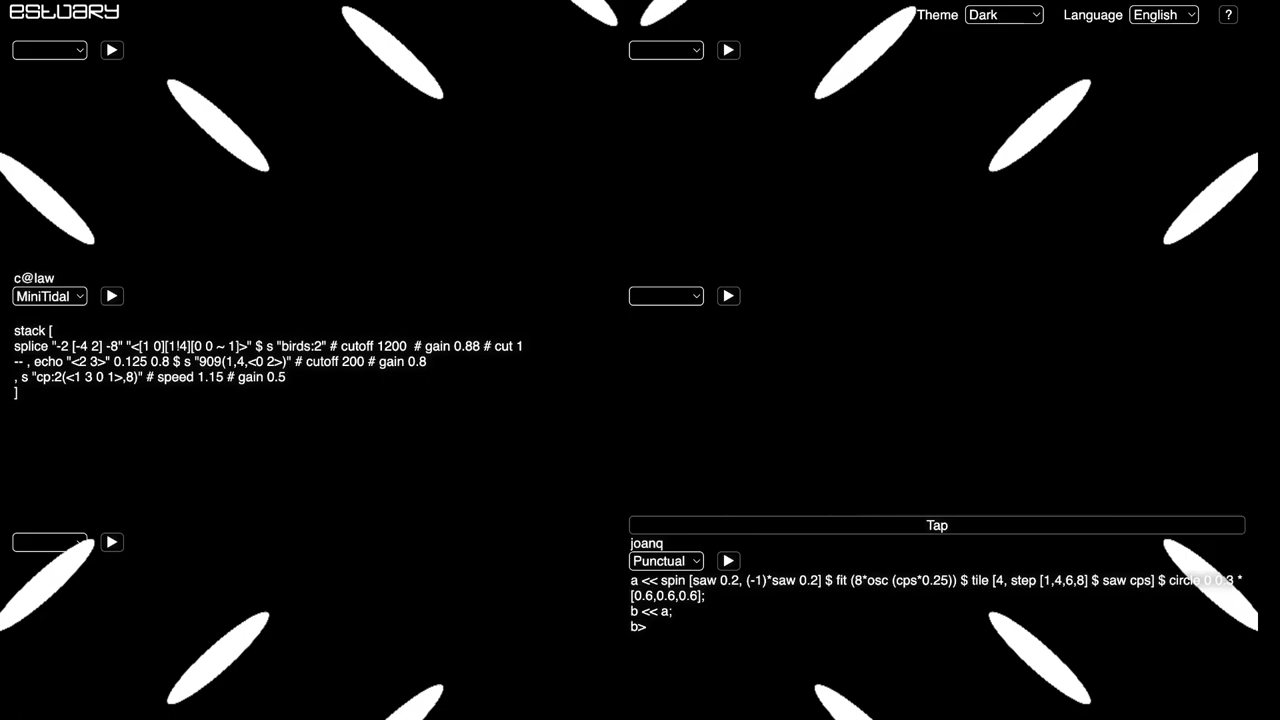 estuary
Theme Dark Language English ?
c@law
MiniTidal
stack [
splice "-2 [-4 2] -8" "<[1 0][1!4][0 0 ~ 1]>" $ s "birds:2" # cutoff 1200 # gain 0.88 # cut 1
-- , echo "<2 3>" 0.125 0.8 $ s "909(1,4,<0 2>)" # cutoff 200 # gain 0.8
, s "cp:2(<1 3 0 1>,8)" # speed 1.15 # gain 0.5
]
Tap
joanq
Punctual
a << spin [saw 0.2, (-1)*saw 0.2] $ fit (8*osc (cps*0.25)) $ tile [4, step [1,4,6,8] $ saw cps] $ circle 0 0.3 *
[0.6,0.6,0.6];
b << a;
b>